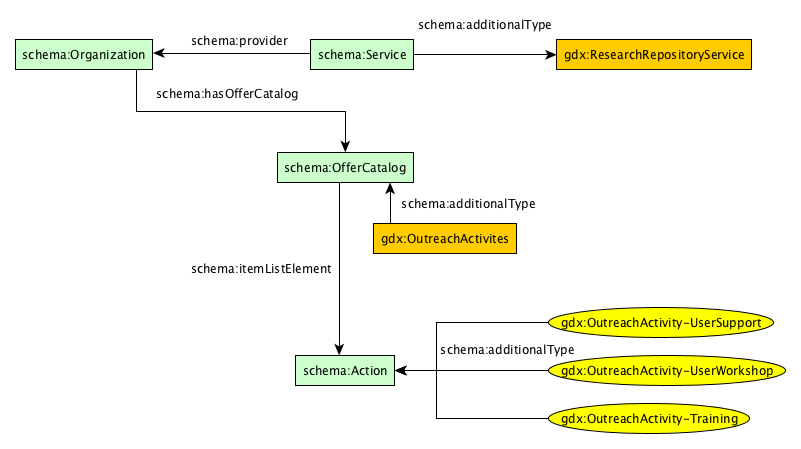 schema:additionalType
schema:provider
schema:Organization
schema:Service
gdx:ResearchRepositoryService
schema:hasOfferCatalog
schema:OfferCatalog
schema:additionalType
gdx:OutreachActivites
schema:itemListElement
gdx:OutreachActivity-UserSupport
schema:additionalType
schema:Action
gdx:OutreachActivity-UserWorkshop
gdx:OutreachActivity-Training